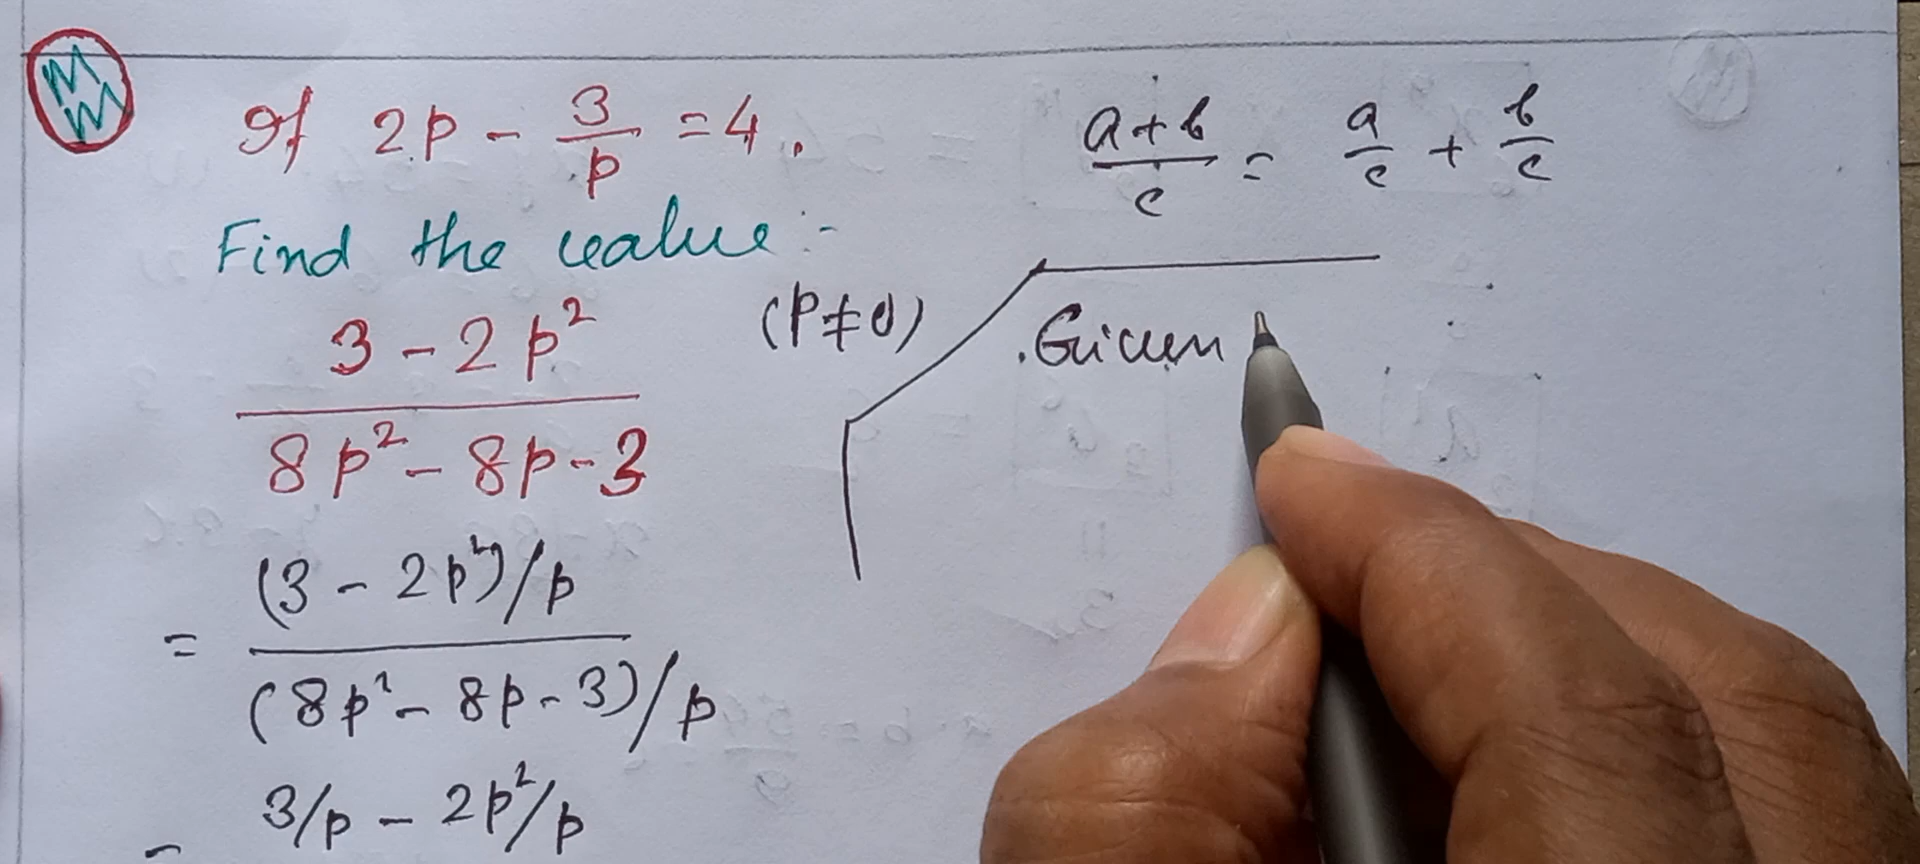 MM
If 2p - 3/p = 4.
Find the value :-
(3 - 2p²)/(8p² - 8p - 3)
(p ≠ 0)
= ((3 - 2p²)/p)/((8p² - 8p - 3)/p)
= 3/p - 2p²/p
(a+b)/c = a/c + b/c
Given